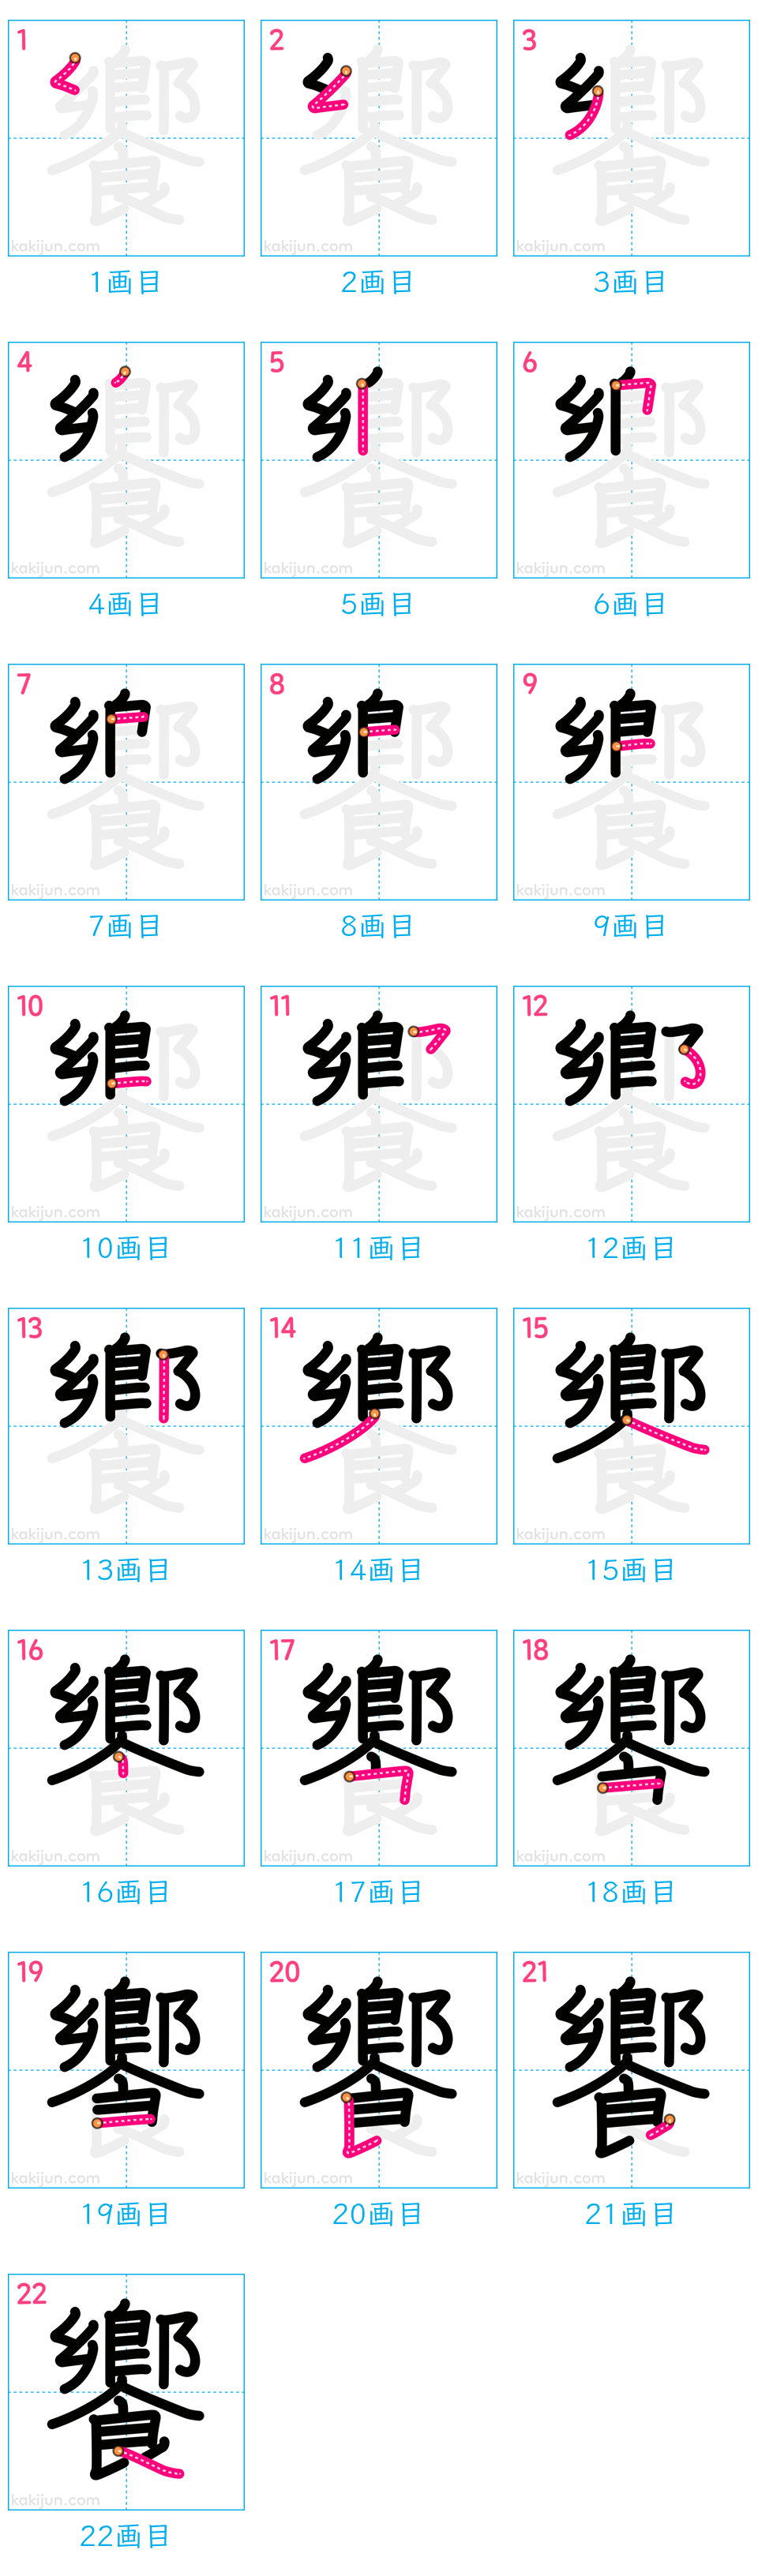 1 2 3
kakijun.com kakijun.com kakijun.com
1画目 2画目 3画目
4 5 6
kakijun.com kakijun.com kakijun.com
4画目 5画目 6画目
7 8 9
kakijun.com kakijun.com kakijun.com
7画目 8画目 9画目
10 11 12
kakijun.com kakijun.com kakijun.com
10画目 11画目 12画目
13 14 15
kakijun.com kakijun.com kakijun.com
13画目 14画目 15画目
16 17 18
kakijun.com kakijun.com kakijun.com
16画目 17画目 18画目
19 20 21
kakijun.com kakijun.com kakijun.com
19画目 20画目 21画目
22
饗
kakijun.com
22画目